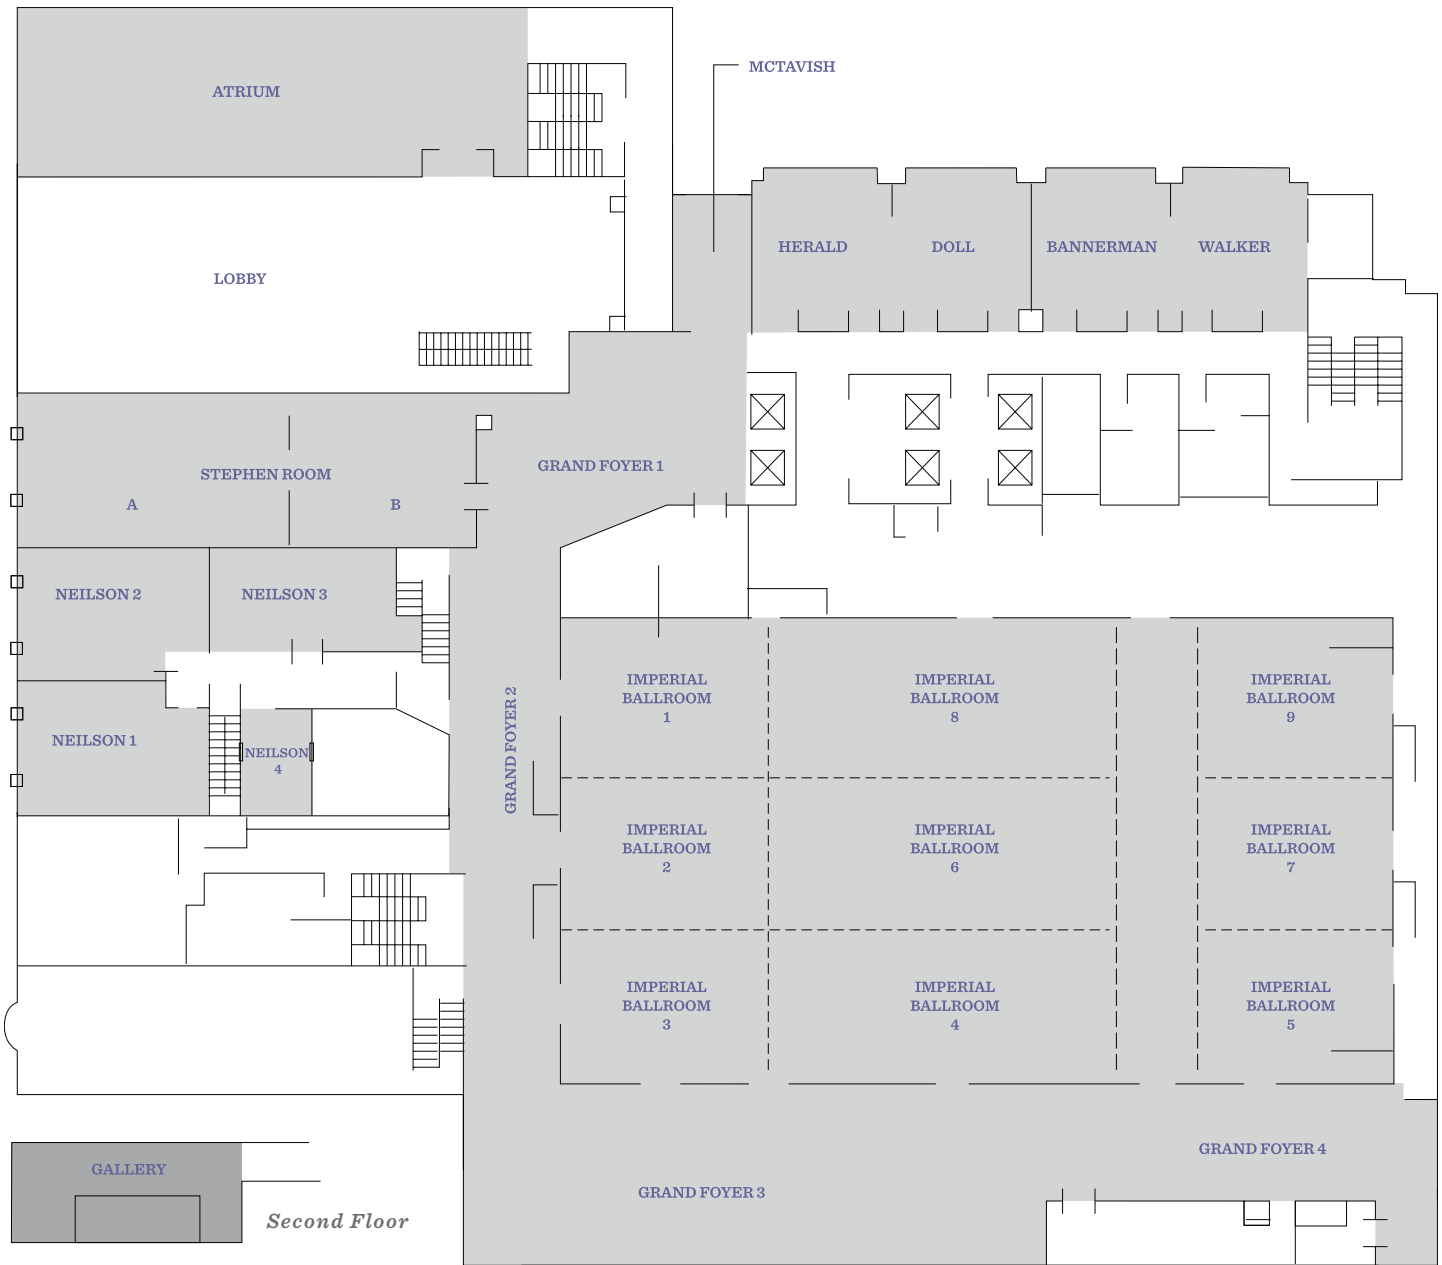 MCTAVISH
ATRIUM
HERALD
DOLL
BANNERMAN
WALKER
LOBBY
GRAND FOYER 1
STEPHEN ROOM
A
B
NEILSON 2
NEILSON 3
NEILSON 1
NEILSON
4
GRAND FOYER 2
IMPERIAL
BALLROOM
1
IMPERIAL
BALLROOM
8
IMPERIAL
BALLROOM
9
IMPERIAL
BALLROOM
2
IMPERIAL
BALLROOM
6
IMPERIAL
BALLROOM
7
IMPERIAL
BALLROOM
3
IMPERIAL
BALLROOM
4
IMPERIAL
BALLROOM
5
GRAND FOYER 4
GRAND FOYER 3
GALLERY
Second Floor